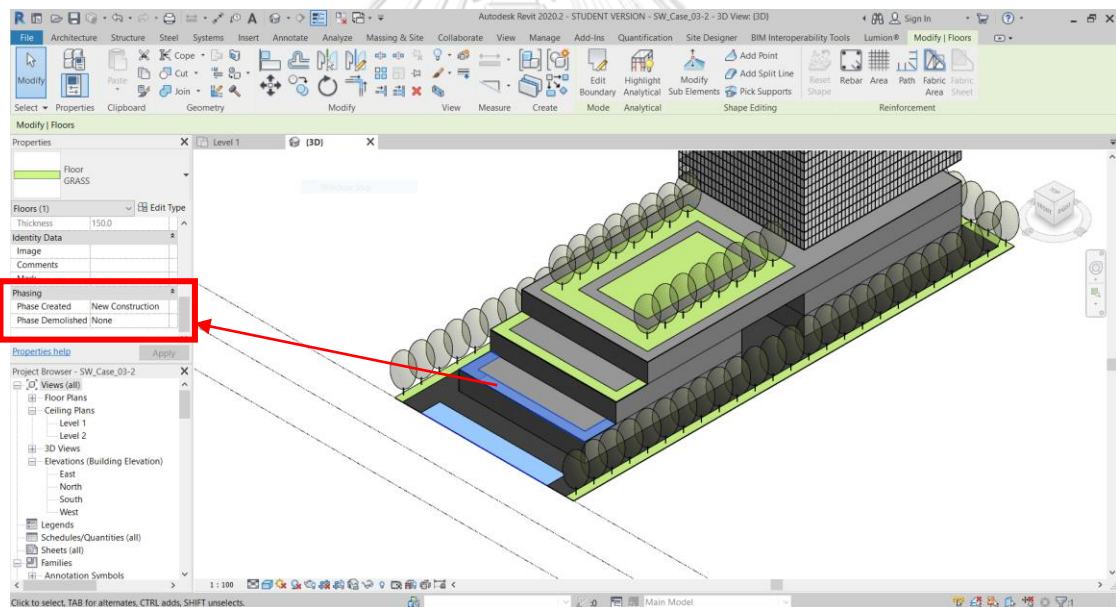 Autodesk Revit 2020.2 - STUDENT VERSION - SW_Case_03-2 - 3D View: {3D}
Sign In
File Architecture Structure Steel Systems Insert Annotate Analyze Massing & Site Collaborate View Manage Add-Ins Quantification Site Designer BIM Interoperability Tools Lumion® Modify | Floors
Modify Paste Cope Cut Join Edit Boundary Highlight Analytical Modify Sub Elements Add Point Add Split Line Pick Supports Reset Shape Rebar Area Path Fabric Area Fabric Sheet
Select Properties Clipboard Geometry Modify View Measure Create Mode Analytical Shape Editing Reinforcement
Modify | Floors
Properties X Level 1 {3D} X
Floor
GRASS
Floors (1) Edit Type
Thickness 150.0
Identity Data
Image
Comments
Mark
Phasing
Phase Created New Construction
Phase Demolished None
Properties help Apply
Project Browser - SW_Case_03-2 X
Views (all)
Floor Plans
Ceiling Plans
Level 1
Level 2
3D Views
Elevations (Building Elevation)
East
North
South
West
Legends
Schedules/Quantities (all)
Sheets (all)
Families
Annotation Symbols
TOP
FRONT RIGHT
1 : 100
Click to select, TAB for alternates, CTRL adds, SHIFT unselects. :0 Main Model :1